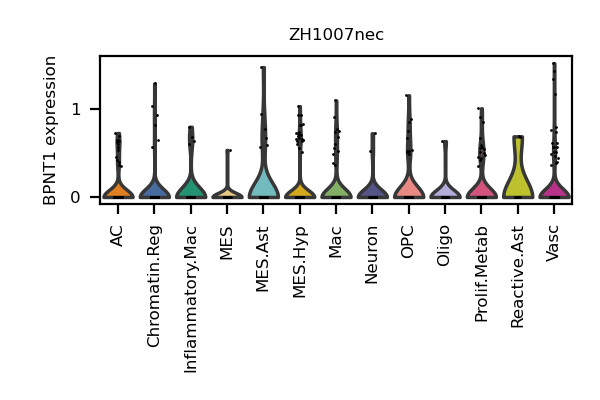 ZH1007nec
BPNT1 expression
1
0
AC
Chromatin.Reg
Inflammatory.Mac
MES
MES.Ast
MES.Hyp
Mac
Neuron
OPC
Oligo
Prolif.Metab
Reactive.Ast
Vasc